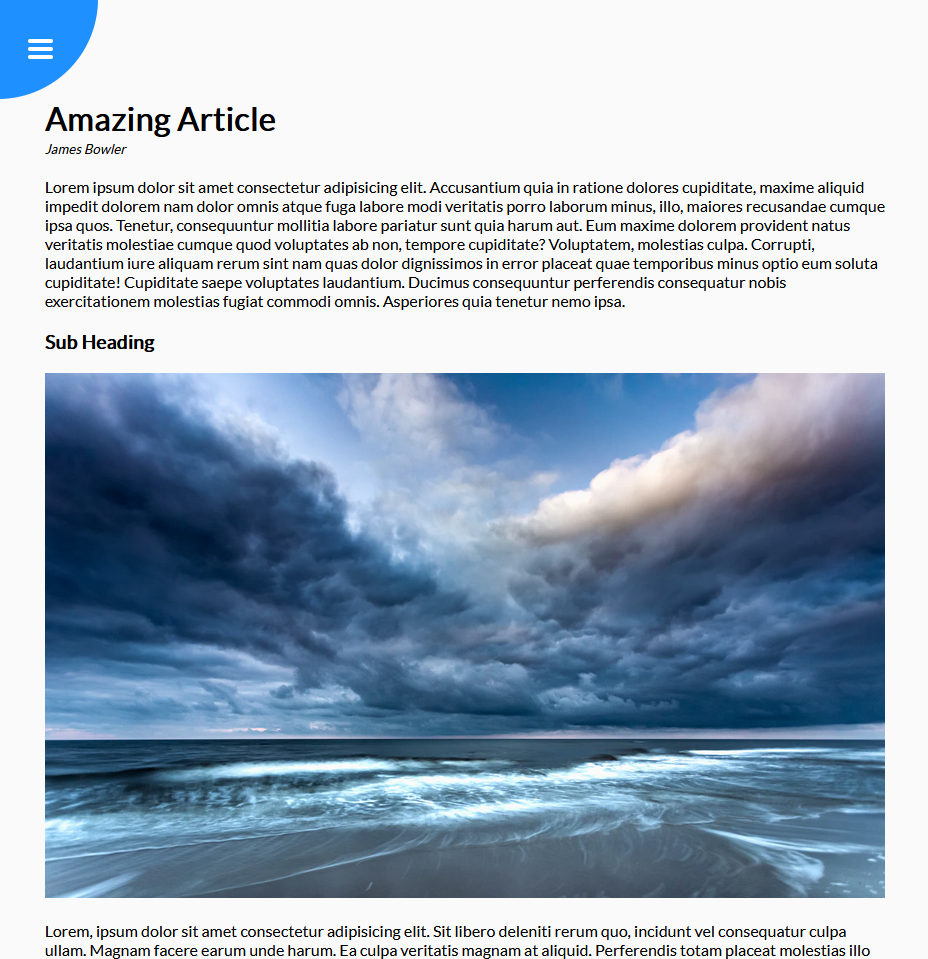 Amazing Article
James Bowler
Lorem ipsum dolor sit amet consectetur adipisicing elit. Accusantium quia in ratione dolores cupiditate, maxime aliquid
impedit dolorem nam dolor omnis atque fuga labore modi veritatis porro laborum minus, illo, maiores recusandae cumque
ipsa quos. Tenetur, consequuntur mollitia labore pariatur sunt quia harum aut. Eum maxime dolorem provident natus
veritatis molestiae cumque quod voluptates ab non, tempore cupiditate? Voluptatem, molestias culpa. Corrupti,
laudantium iure aliquam rerum sint nam quas dolor dignissimos in error placeat quae temporibus minus optio eum soluta
cupiditate! Cupiditate saepe voluptates laudantium. Ducimus consequuntur perferendis consequatur nobis
exercitationem molestias fugiat commodi omnis. Asperiores quia tenetur nemo ipsa.
Sub Heading
Lorem, ipsum dolor sit amet consectetur adipisicing elit. Sit libero deleniti rerum quo, incidunt vel consequatur culpa
ullam. Magnam facere earum unde harum. Ea culpa veritatis magnam at aliquid. Perferendis totam placeat molestias illo